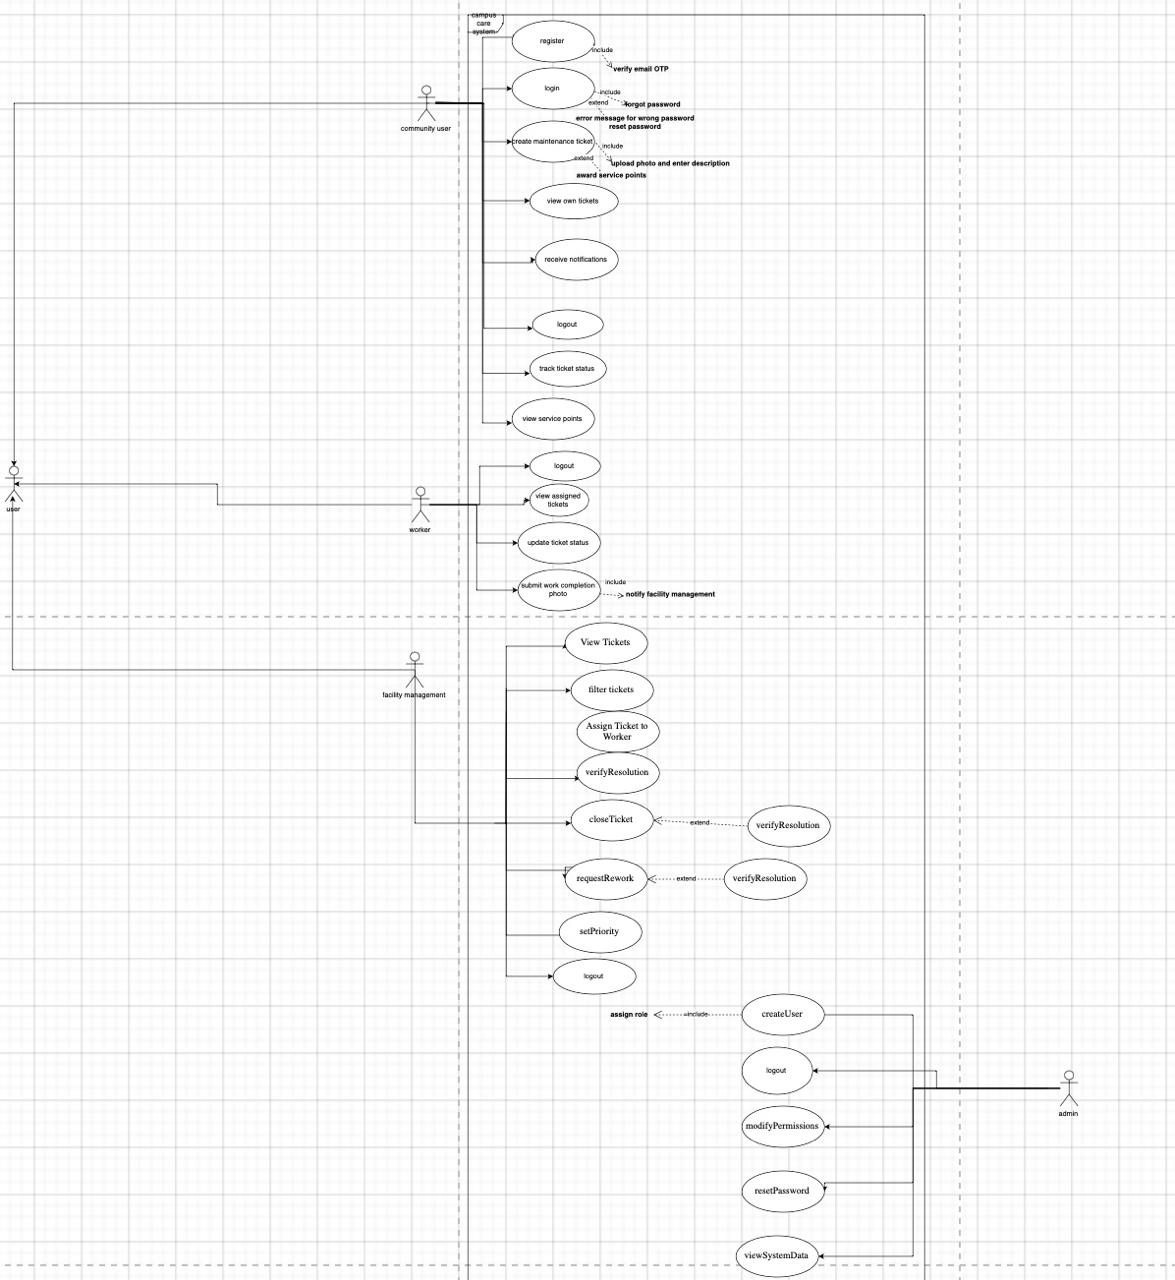 campus
care
system
register
include
verify email OTP
login
include
forgot password
extend
error message for wrong password
reset password
community user
create maintenance ticket
include
upload photo and enter description
extend
award service points
view own tickets
receive notifications
logout
track ticket status
view service points
logout
view assigned
tickets
user
worker
update ticket status
submit work completion
photo
include
notify facility management
View Tickets
facility management
filter tickets
Assign Ticket to
Worker
verifyResolution
closeTicket
extend
verifyResolution
requestRework
extend
verifyResolution
setPriority
logout
assign role
=include
createUser
logout
admin
modifyPermissions
resetPassword
viewSystemData